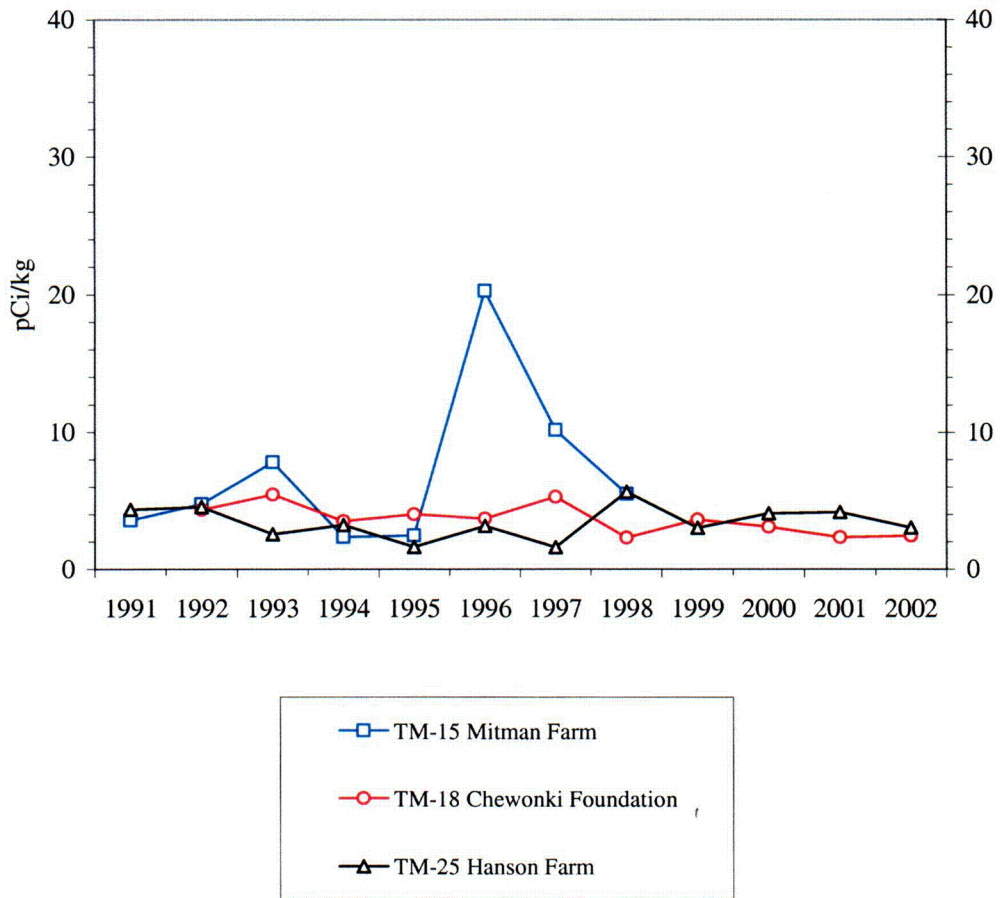 40 40
30 30
pCi/kg
20 20
10 10
0 0
1991 1992 1993 1994 1995 1996 1997 1998 1999 2000 2001 2002
TM-15 Mitman Farm
TM-18 Chewonki Foundation
TM-25 Hanson Farm